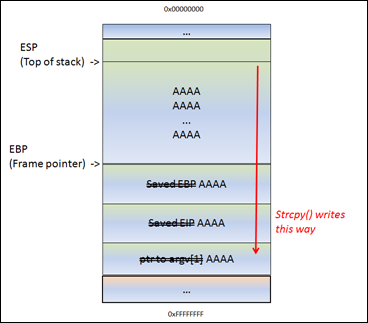 0x00000000
...
ESP
(Top of stack) ->
AAAA
AAAA
...
AAAA
EBP
(Frame pointer) ->
Saved EBP AAAA
Saved EIP AAAA
Strcpy() writes
this way
ptr to argv[1] AAAA
...
0xFFFFFFFF